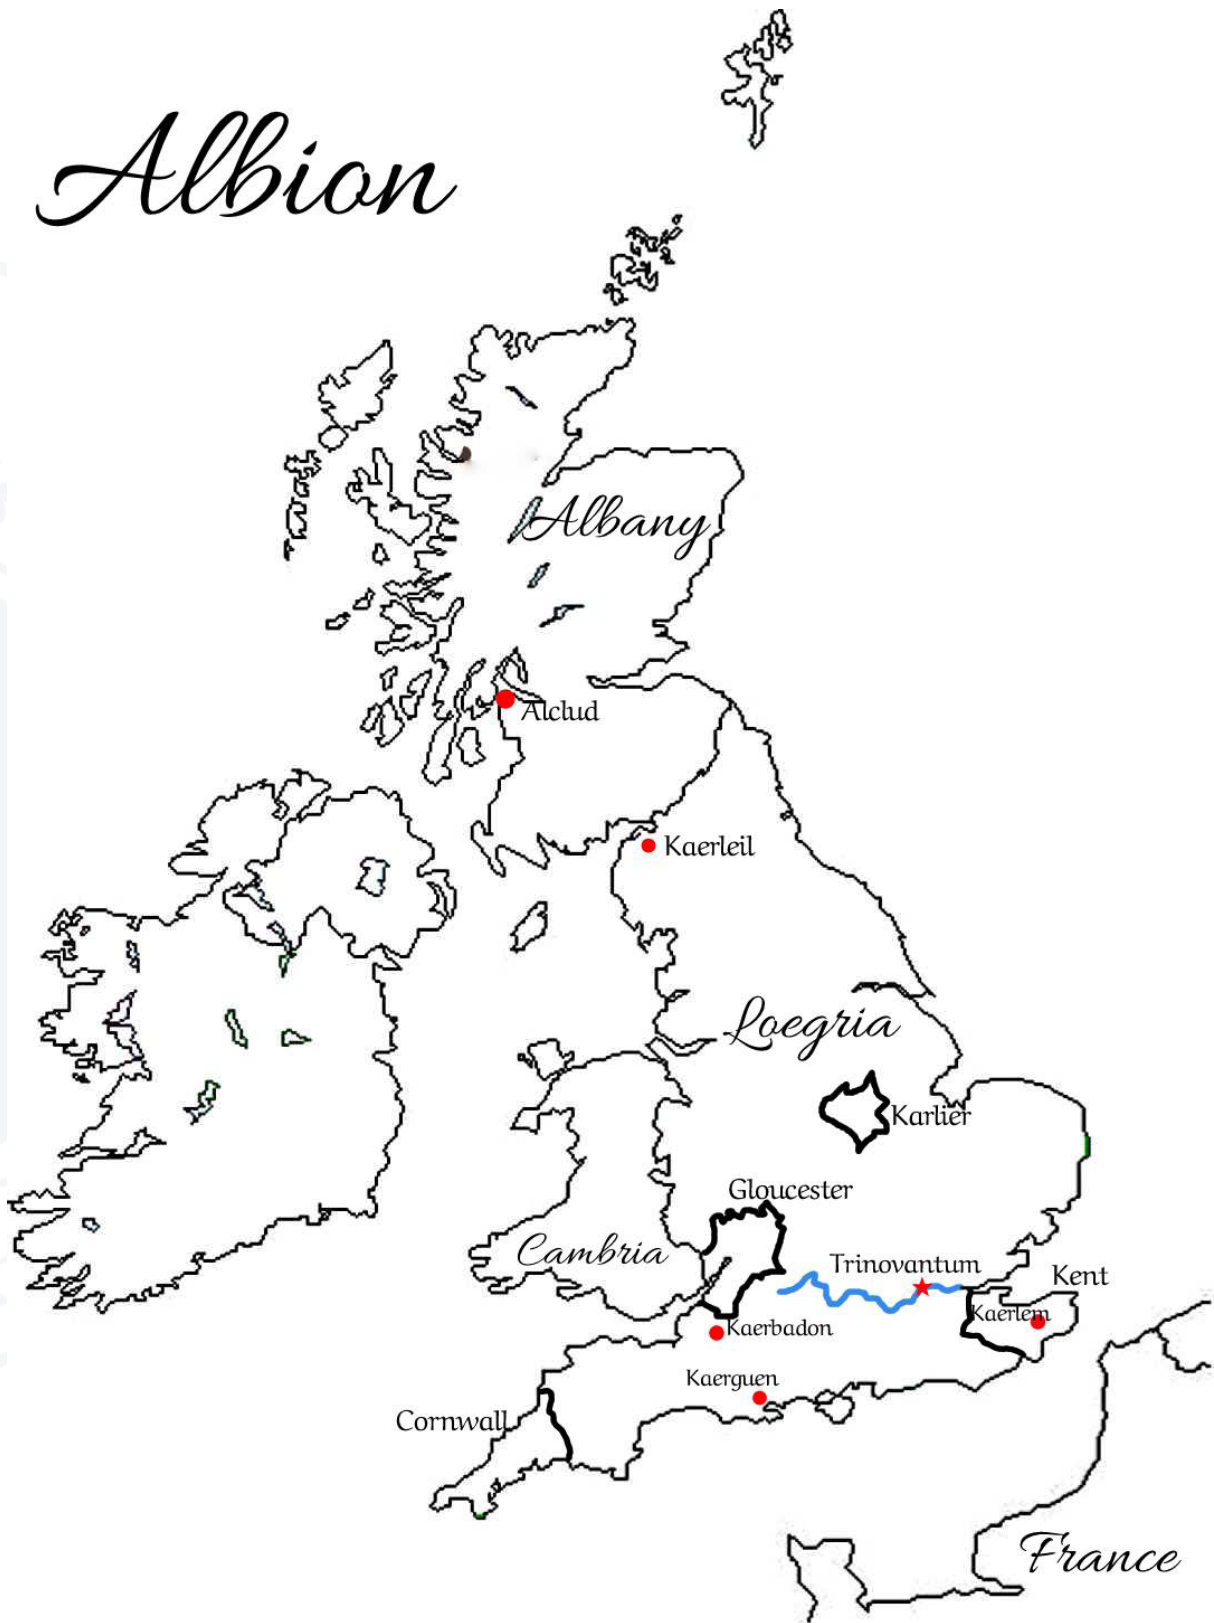 Albion
Albany
Alclud
Kaerleil
Loegria
Karlier
Gloucester
Cambria
Trinovantum
Kent
Kaerlem
Kaerbadon
Kaerguen
Cornwall
France